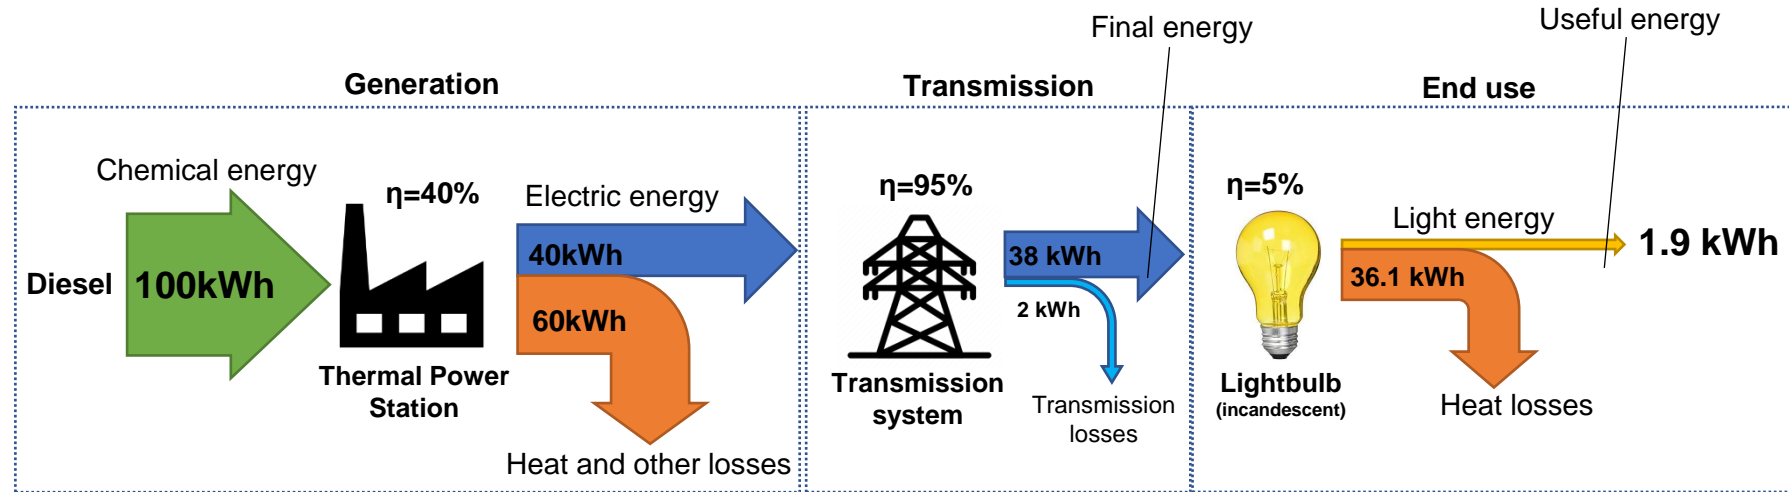 Final energy
Useful energy
Generation
Transmission
End use
Chemical energy
η=40%
Electric energy
η=95%
η=5%
Light energy
Diesel
100kWh
40kWh
60kWh
38 kWh
2 kWh
36.1 kWh
1.9 kWh
Thermal Power
Station
Heat and other losses
Transmission
system
Transmission
losses
Lightbulb
(incandescent)
Heat losses